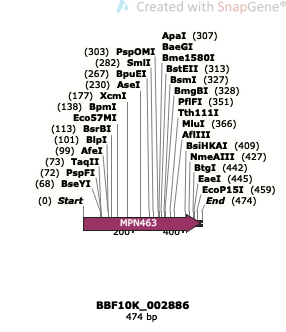 Created with SnapGene®
ApaI (307)
(303) PspOMI BaeGI
(282) SmlI Bme1580I
(267) BpuEI BstEII (313)
(230) AseI BsmI (327)
(177) XcmI BmgBI (328)
(138) BpmI PflFI (351)
Eco57MI Tth111I
(113) BsrBI MluI (366)
(101) BlpI AflIII
(99) AfeI BsiHKAI (409)
(73) TaqII NmeAIII (427)
(72) PspFI BtgI (442)
(68) BseYI EaeI (445)
EcoP15I (459)
(0) Start End (474)
MPN463
200 400
BBF10K_002886
474 bp